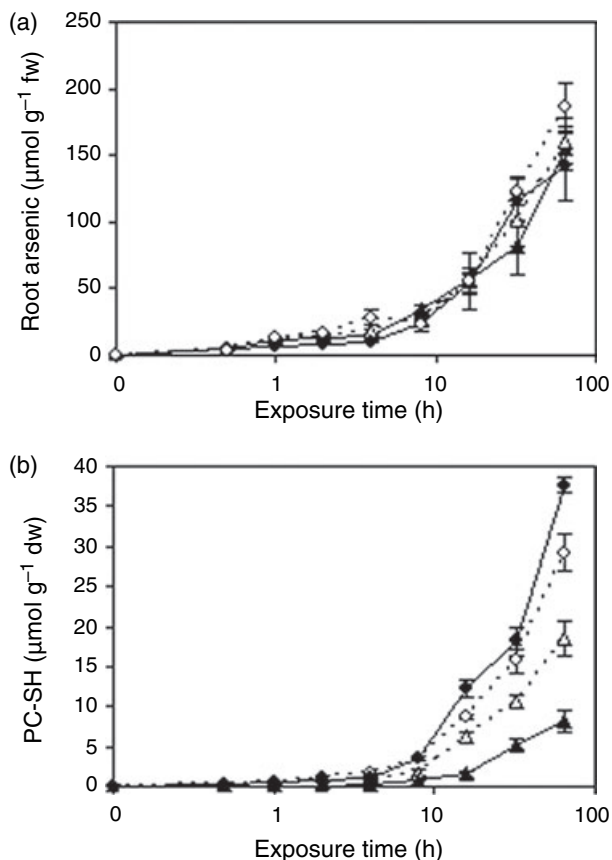 (a)
250
200
150
100
50
0
Root arsenic (μmol g⁻¹ fw)
0 1 10 100
Exposure time (h)
(b)
40
35
30
25
20
15
10
5
0
PC-SH (μmol g⁻¹ dw)
0 1 10 100
Exposure time (h)